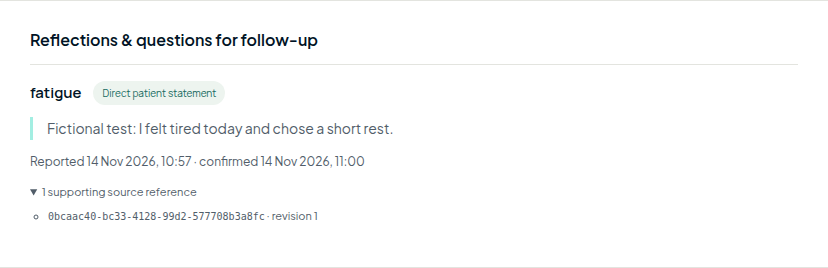 Reflections & questions for follow-up
fatigue Direct patient statement
Fictional test: I felt tired today and chose a short rest.
Reported 14 Nov 2026, 10:57 · confirmed 14 Nov 2026, 11:00
▼ 1 supporting source reference
0bcaac40-bc33-4128-99d2-577708b3a8fc · revision 1